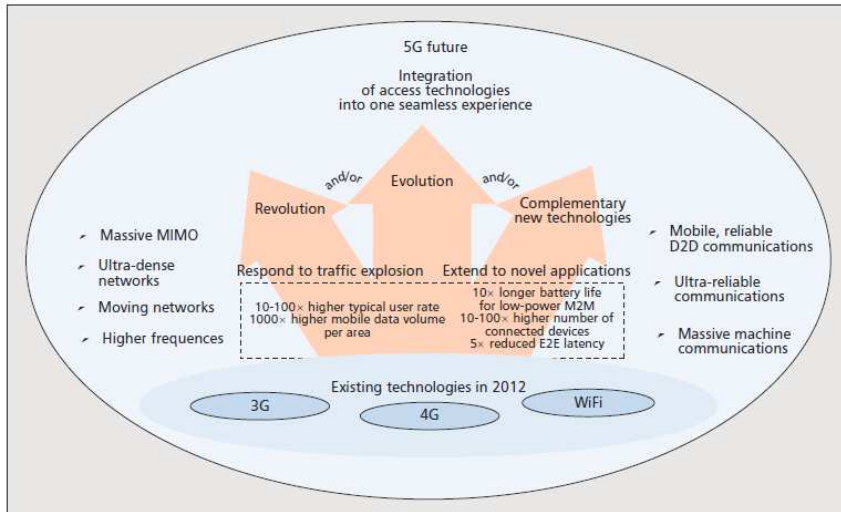 5G future
Integration
of access technologies
into one seamless experience
and/or
Evolution
and/or
Revolution
Complementary
new technologies
➢ Massive MIMO
➢ Ultra-dense
networks
➢ Moving networks
➢ Higher frequences
Respond to traffic explosion
Extend to novel applications
10-100× higher typical user rate
1000× higher mobile data volume
per area
10× longer battery life
for low-power M2M
10-100× higher number of
connected devices
5× reduced E2E latency
➢ Mobile, reliable
D2D communications
➢ Ultra-reliable
communications
➢ Massive machine
communications
Existing technologies in 2012
3G
4G
WiFi